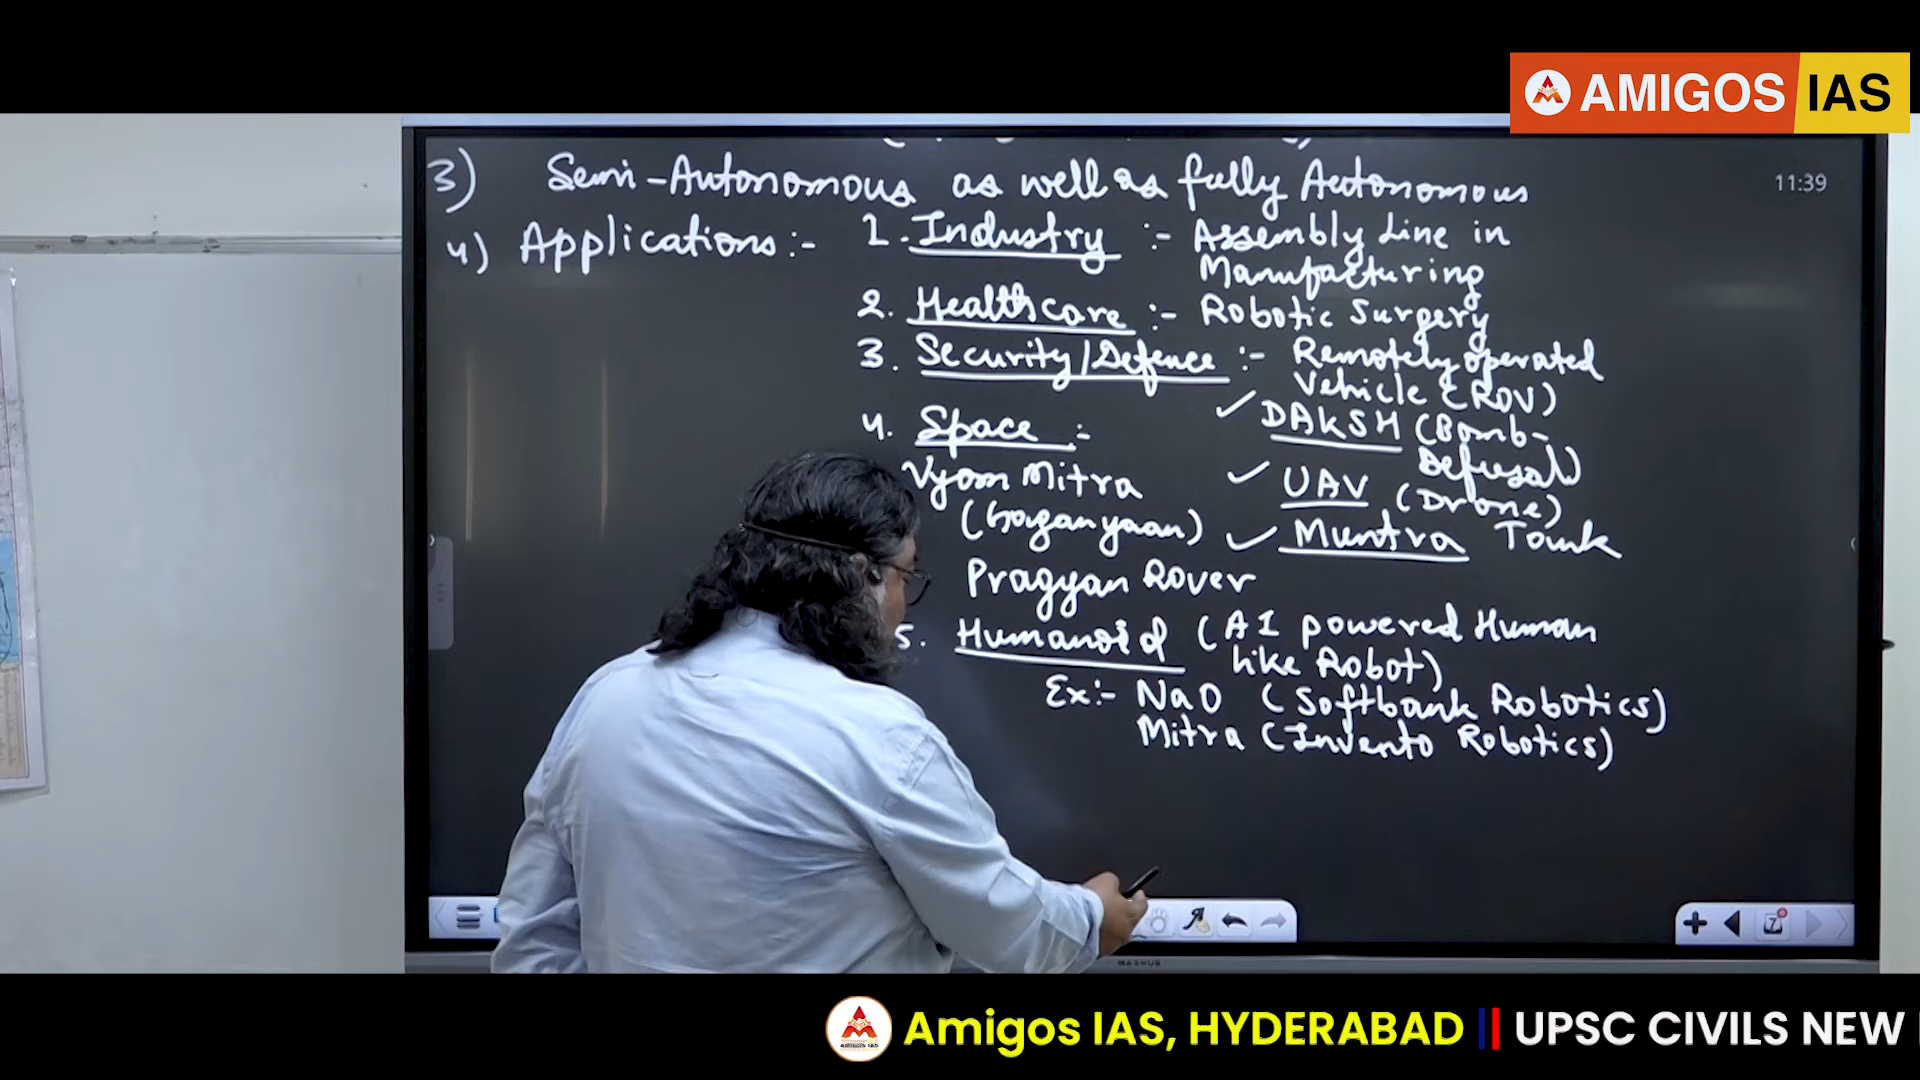 AMIGOS IAS
11:39
3) Semi-Autonomous as well as fully Autonomous
4) Applications :- 1. Industry :- Assembly Line in
Manufacturing
2. Healthcare :- Robotic Surgery
3. Security/Defence :- Remotely operated
Vehicle (ROV)
✓ DAKSH (Bomb-
Defusal)
✓ UAV (Drone)
✓ Muntra Tank
4. Space :-
Vyom Mitra
(Gaganyaan)
Pragyan Rover
5. Humanoid (AI powered Human
like Robot)
Ex:- NaO (Softbank Robotics)
Mitra (Invento Robotics)
MAXHUB
AMIGOS IAS
Amigos IAS, HYDERABAD || UPSC CIVILS NEW